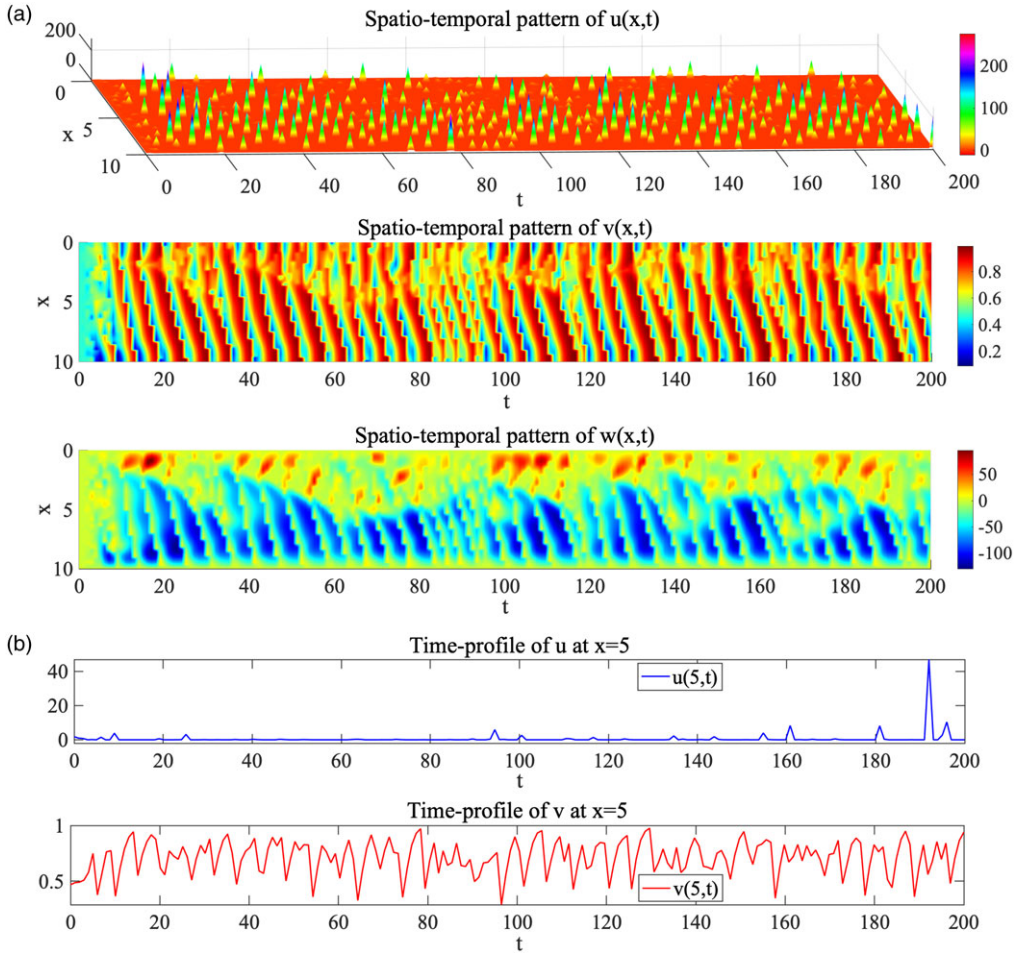 (a)
Spatio-temporal pattern of u(x,t)
200
0
0
5
10
x
0 20 40 60 80 100 120 140 160 180 200
t
200
100
0
Spatio-temporal pattern of v(x,t)
0
5
10
x
0 20 40 60 80 100 120 140 160 180 200
t
0.8
0.6
0.4
0.2
Spatio-temporal pattern of w(x,t)
0
5
10
x
0 20 40 60 80 100 120 140 160 180 200
t
50
0
-50
-100
(b)
Time-profile of u at x=5
40
20
0
u(5,t)
0 20 40 60 80 100 120 140 160 180 200
t
Time-profile of v at x=5
1
0.5
v(5,t)
0 20 40 60 80 100 120 140 160 180 200
t